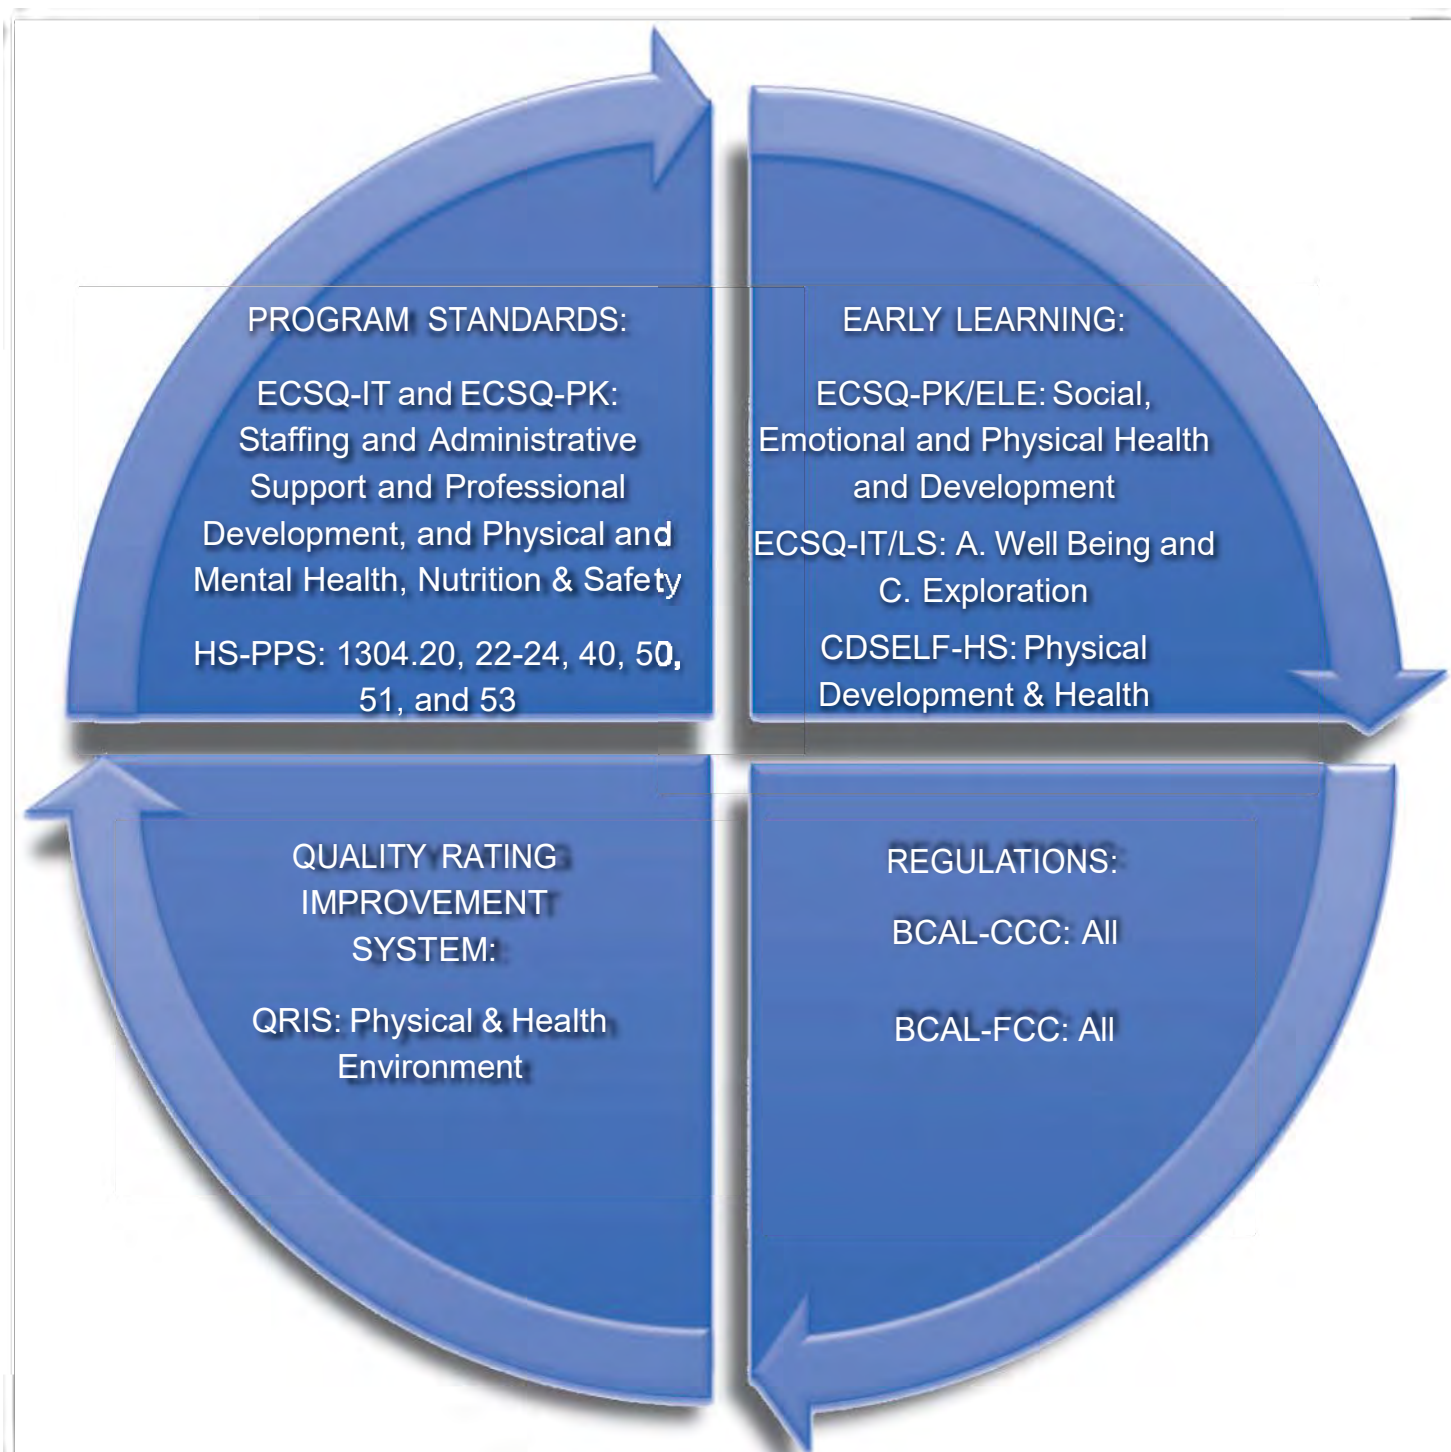 PROGRAM STANDARDS:
ECSQ-IT and ECSQ-PK:
Staffing and Administrative
Support and Professional
Development, and Physical and
Mental Health, Nutrition & Safety
HS-PPS: 1304.20, 22-24, 40, 50,
51, and 53
EARLY LEARNING:
ECSQ-PK/ELE: Social,
Emotional and Physical Health
and Development
ECSQ-IT/LS: A. Well Being and
C. Exploration
CDSELF-HS: Physical
Development & Health
QUALITY RATING
IMPROVEMENT
SYSTEM:
QRIS: Physical & Health
Environment
REGULATIONS:
BCAL-CCC: All
BCAL-FCC: All